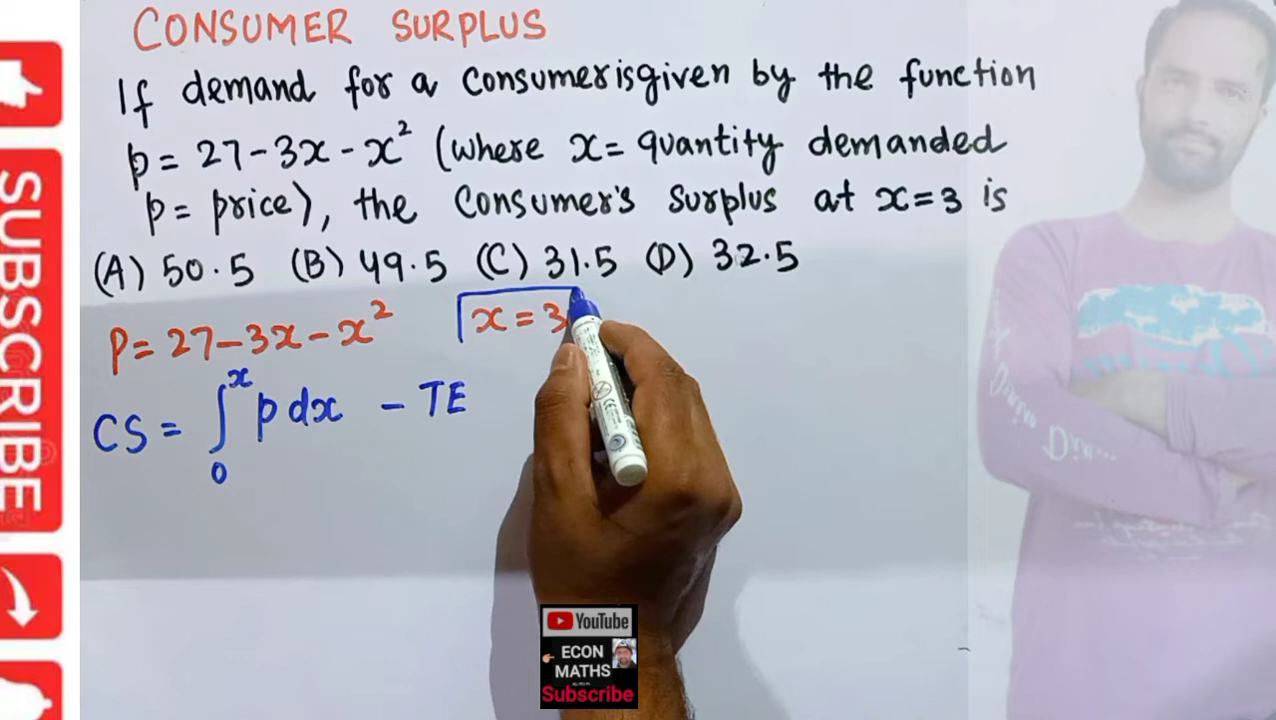 CONSUMER SURPLUS
If demand for a Consumer is given by the function
p = 27 - 3x - x² (where x = quantity demanded
p = price), the Consumer's Surplus at x = 3 is
(A) 50.5 (B) 49.5 (C) 31.5 (D) 32.5
P = 27 - 3x - x² x = 3
CS = ∫₀ˣ p dx - TE
SUBSCRIBE
YouTube
ECON
MATHS
Subscribe